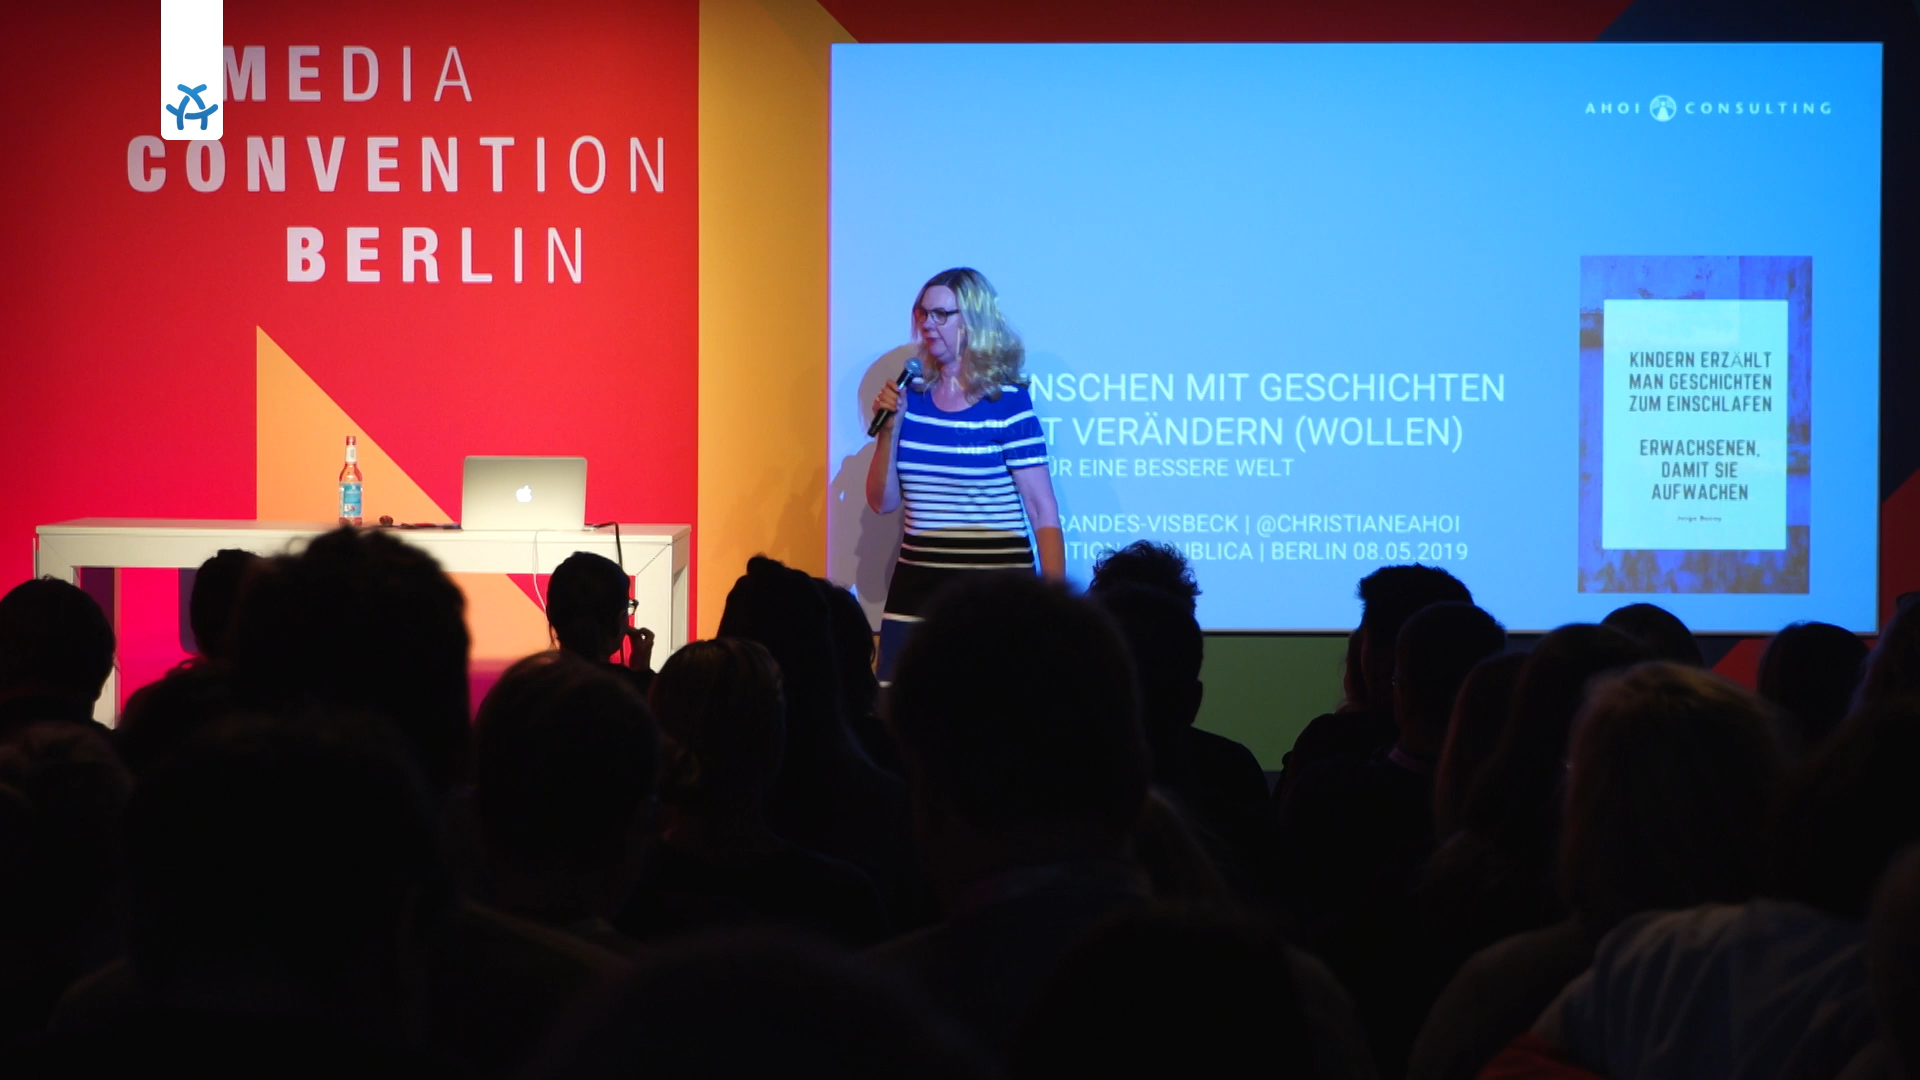 MEDIA
CONVENTION
BERLIN
AHOI CONSULTING
NSCHEN MIT GESCHICHTEN
T VERÄNDERN (WOLLEN)
ÜR EINE BESSERE WELT
RANDES-VISBECK | @CHRISTIANEAHOI
UBLICA | BERLIN 08.05.2019
KINDERN ERZÄHLT
MAN GESCHICHTEN
ZUM EINSCHLAFEN
ERWACHSENEN,
DAMIT SIE
AUFWACHEN